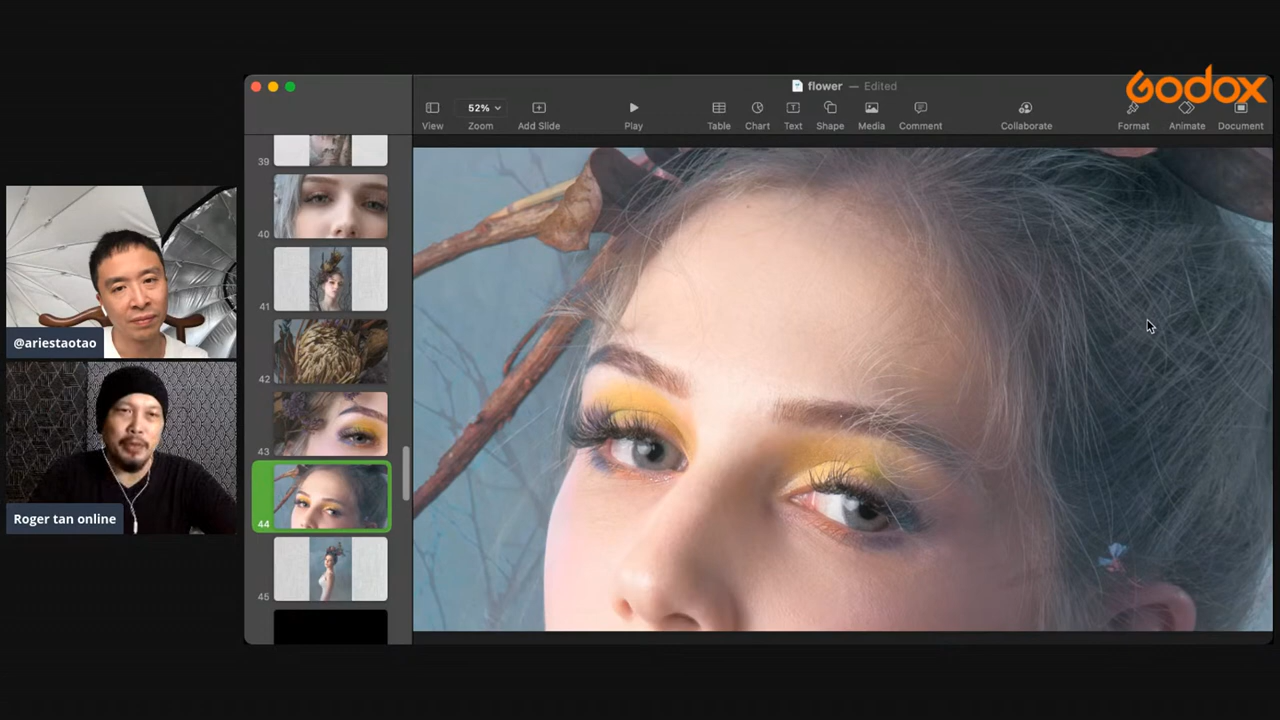 GODOX
flower — Edited
52%
View
Zoom
Add Slide
Play
Table
Chart
Text
Shape
Media
Comment
Collaborate
Format
Animate
Document
39
40
41
42
43
44
45
@ariestaotao
Roger tan online